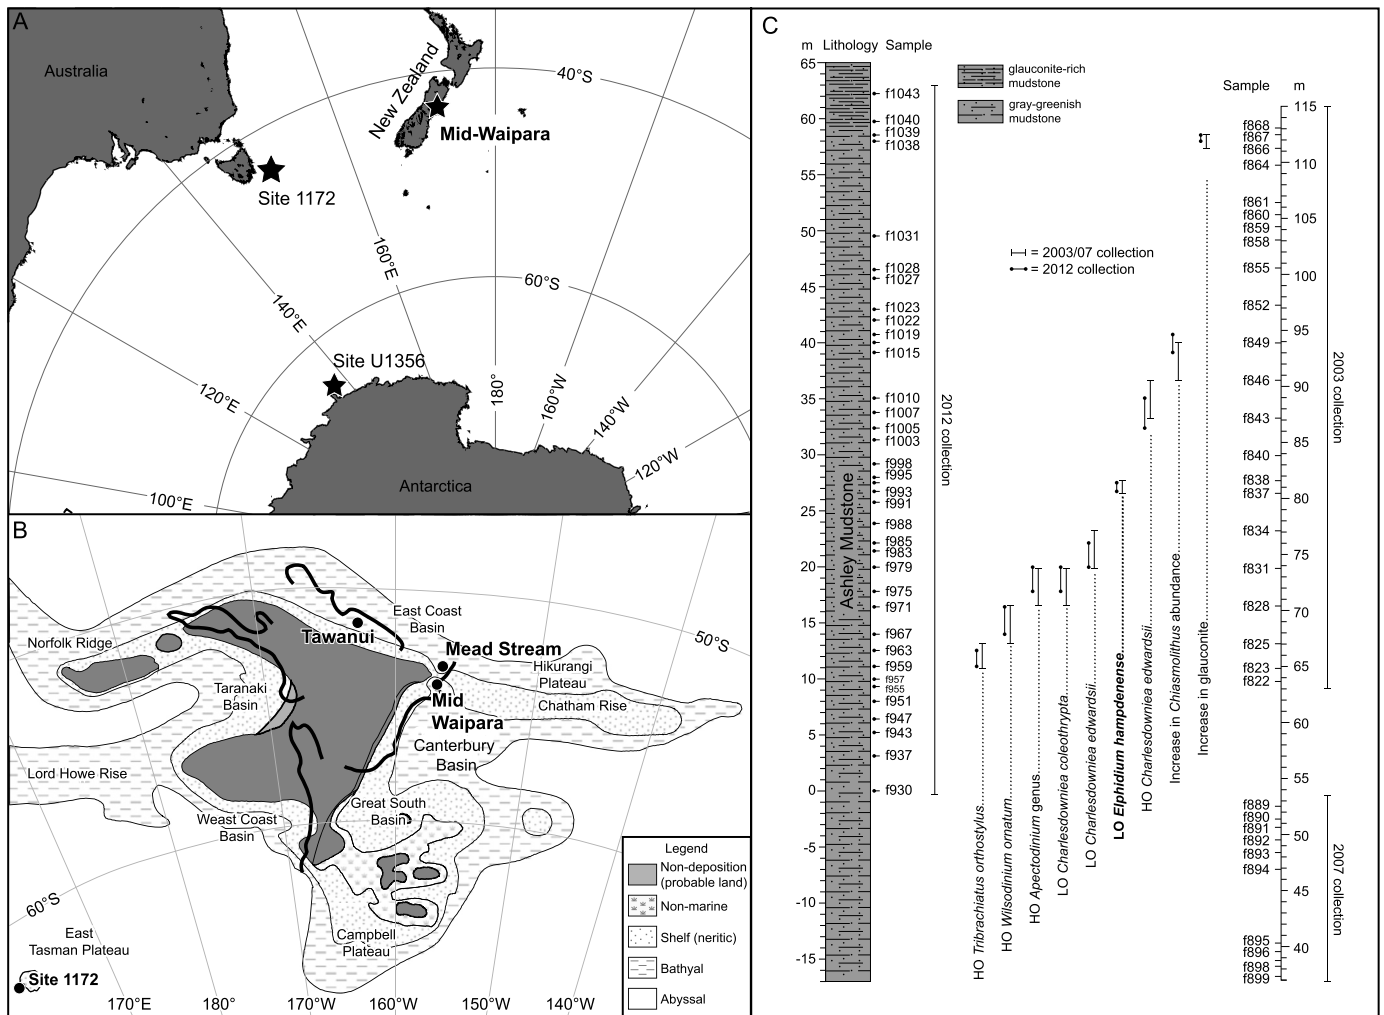 A
Australia
New Zealand
40°S
Mid-Waipara
Site 1172
160°E
60°S
140°E
Site U1356
120°E
180°
160°W
140°W
120°W
Antarctica
100°E
B
East Coast
Basin
50°S
Tawanui
Norfolk Ridge
Mead Stream
Hikurangi
Plateau
Taranaki
Basin
Mid
Waipara
Chatham Rise
Canterbury
Basin
Lord Howe Rise
Great South
Basin
Weast Coast
Basin
60°S
East
Tasman Plateau
Campbell
Plateau
Site 1172
170°E
180°
170°W
160°W
150°W
140°W
Legend
Non-deposition
(probable land)
Non-marine
Shelf (neritic)
Bathyal
Abyssal
C
m Lithology Sample
65
60
55
50
45
40
35
30
25
20
15
10
5
0
-5
-10
-15
Ashley Mudstone
f1043
f1040
f1039
f1038
f1031
f1028
f1027
f1023
f1022
f1019
f1015
f1010
f1007
f1005
f1003
f998
f995
f993
f991
f988
f985
f983
f979
f975
f971
f967
f963
f959
f957
f955
f951
f947
f943
f937
f930
2012 collection
glauconite-rich
mudstone
gray-greenish
mudstone
= 2003/07 collection
= 2012 collection
HO Tribrachiatus orthostylus
HO Wilsodinium ornatum
HO Apectodinium genus
LO Charlesdowniea coleothrypta
LO Charlesdowniea edwardsii
LO Elphidium hampdenense
HO Charlesdowniea edwardsii
Increase in Chiasmolithus abundance
Increase in glauconite
Sample m
f868
f867
f866
f864
f861
f860
f859
f858
f855
f852
f849
f846
f843
f840
f838
f837
f834
f831
f828
f825
f823
f822
f889
f890
f891
f892
f893
f894
f895
f896
f898
f899
115
110
105
100
95
90
85
80
75
70
65
60
55
50
45
40
2003 collection
2007 collection